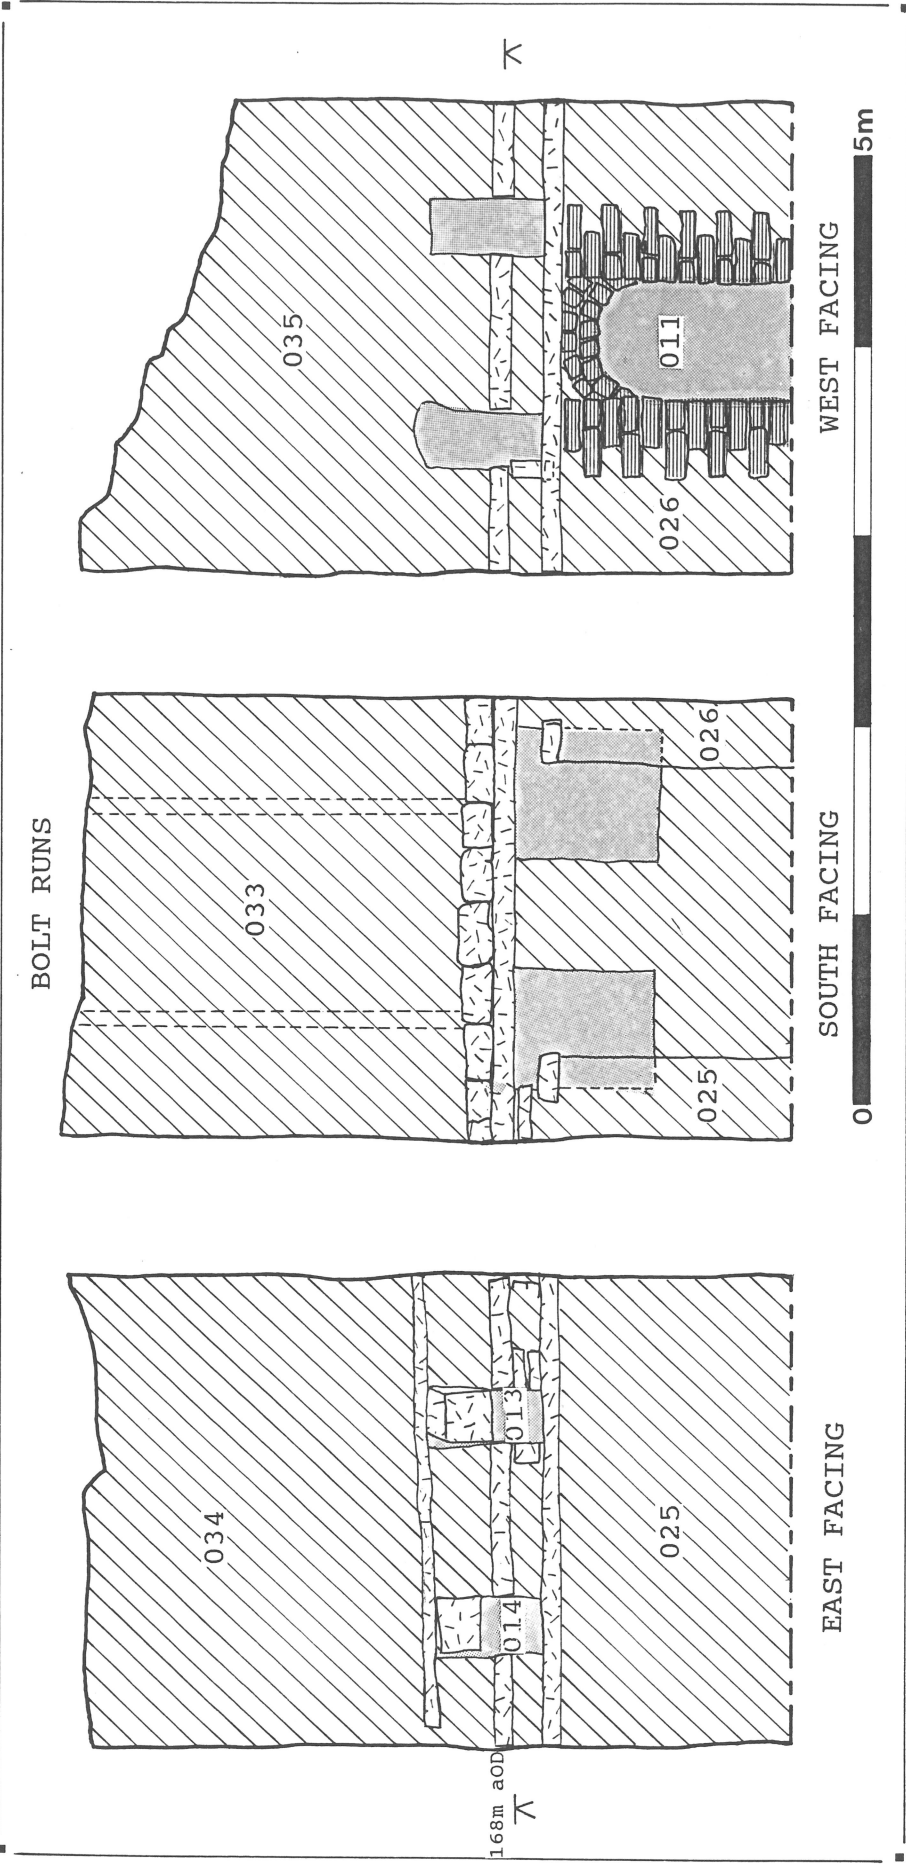 BOLT RUNS
034
033
035
168m aOD
014
013
011
025
025
026
026
EAST FACING
SOUTH FACING
WEST FACING
0
5m